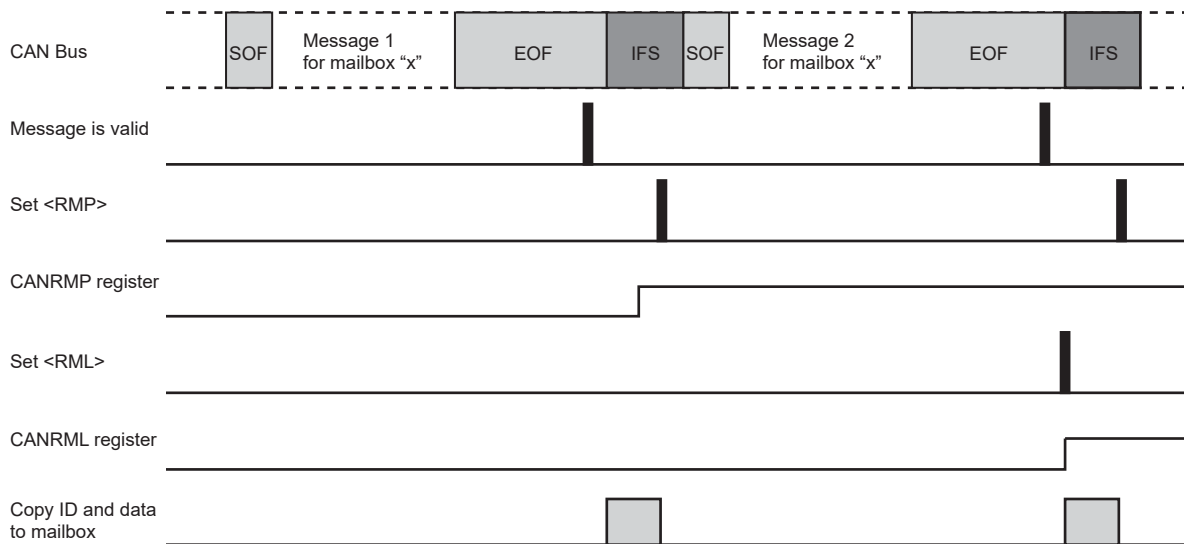 CAN Bus
SOF
Message 1
for mailbox “x”
EOF
IFS
SOF
Message 2
for mailbox “x”
EOF
IFS
Message is valid
Set <RMP>
CANRMP register
Set <RML>
CANRML register
Copy ID and data
to mailbox